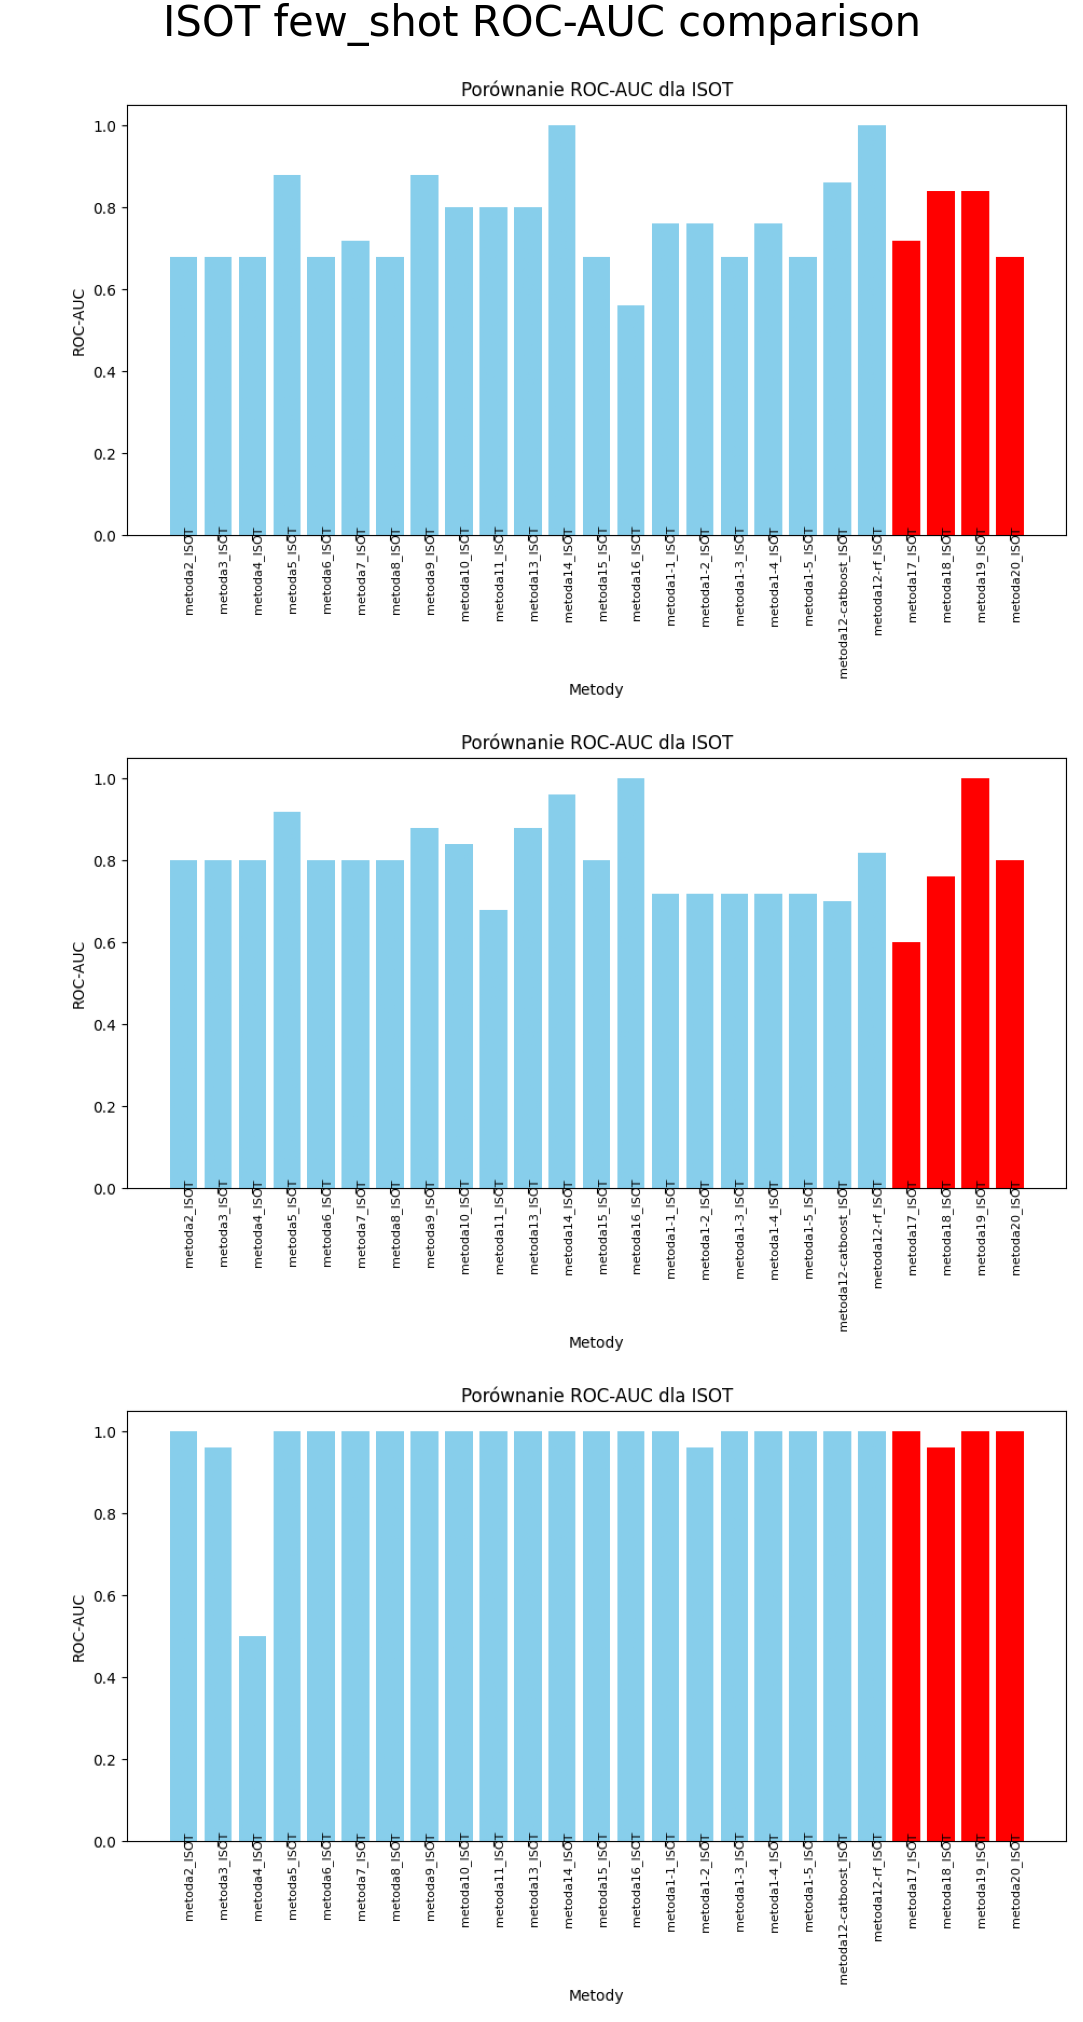 ISOT few_shot ROC-AUC comparison
Porównanie ROC-AUC dla ISOT
1.0
0.8
0.6
0.4
0.2
0.0
ROC-AUC
metoda2_ISOT
metoda3_ISOT
metoda4_ISOT
metoda5_ISOT
metoda6_ISOT
metoda7_ISOT
metoda8_ISOT
metoda9_ISOT
metoda10_ISOT
metoda11_ISOT
metoda13_ISOT
metoda14_ISOT
metoda15_ISOT
metoda16_ISOT
metoda1-1_ISOT
metoda1-2_ISOT
metoda1-3_ISOT
metoda1-4_ISOT
metoda1-5_ISOT
metoda12-catboost_ISOT
metoda12-rf_ISOT
metoda17_ISOT
metoda18_ISOT
metoda19_ISOT
metoda20_ISOT
Metody
Porównanie ROC-AUC dla ISOT
1.0
0.8
0.6
0.4
0.2
0.0
ROC-AUC
metoda2_ISOT
metoda3_ISOT
metoda4_ISOT
metoda5_ISOT
metoda6_ISOT
metoda7_ISOT
metoda8_ISOT
metoda9_ISOT
metoda10_ISOT
metoda11_ISOT
metoda13_ISOT
metoda14_ISOT
metoda15_ISOT
metoda16_ISOT
metoda1-1_ISOT
metoda1-2_ISOT
metoda1-3_ISOT
metoda1-4_ISOT
metoda1-5_ISOT
metoda12-catboost_ISOT
metoda12-rf_ISOT
metoda17_ISOT
metoda18_ISOT
metoda19_ISOT
metoda20_ISOT
Metody
Porównanie ROC-AUC dla ISOT
1.0
0.8
0.6
0.4
0.2
0.0
ROC-AUC
metoda2_ISOT
metoda3_ISOT
metoda4_ISOT
metoda5_ISOT
metoda6_ISOT
metoda7_ISOT
metoda8_ISOT
metoda9_ISOT
metoda10_ISOT
metoda11_ISOT
metoda13_ISOT
metoda14_ISOT
metoda15_ISOT
metoda16_ISOT
metoda1-1_ISOT
metoda1-2_ISOT
metoda1-3_ISOT
metoda1-4_ISOT
metoda1-5_ISOT
metoda12-catboost_ISOT
metoda12-rf_ISOT
metoda17_ISOT
metoda18_ISOT
metoda19_ISOT
metoda20_ISOT
Metody